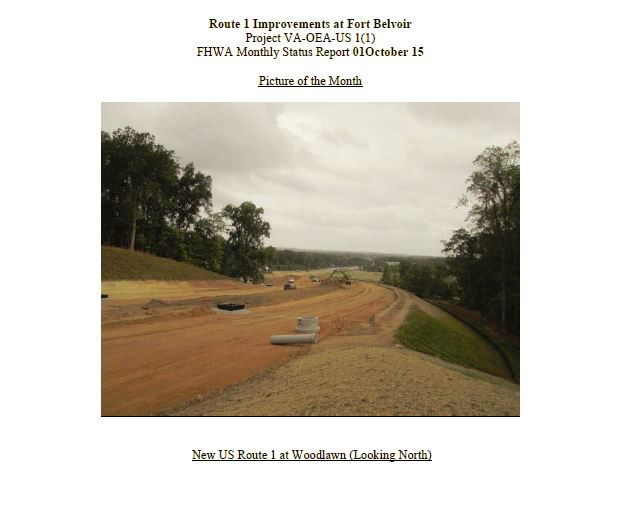 Route 1 Improvements at Fort Belvoir
Project VA-OEA-US 1(1)
FHWA Monthly Status Report 01October 15
Picture of the Month
New US Route 1 at Woodlawn (Looking North)